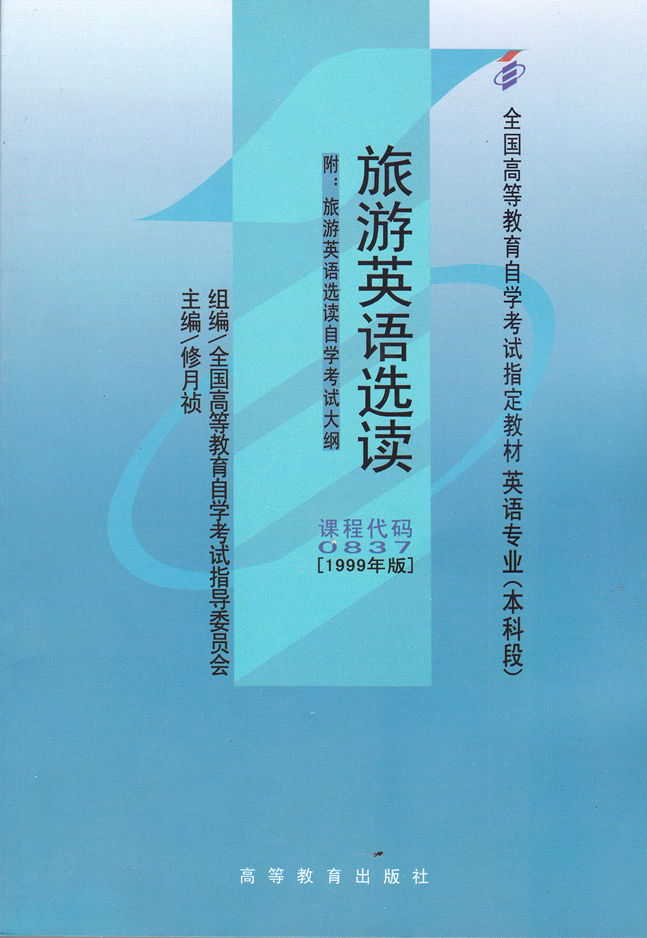 全国高等教育自学考试指定教材 英语专业(本科段)
旅游英语选读
附：旅游英语选读自学考试大纲
课程代码
0837
[1999年版]
组编/全国高等教育自学考试指导委员会
主编/修月祯
高等教育出版社